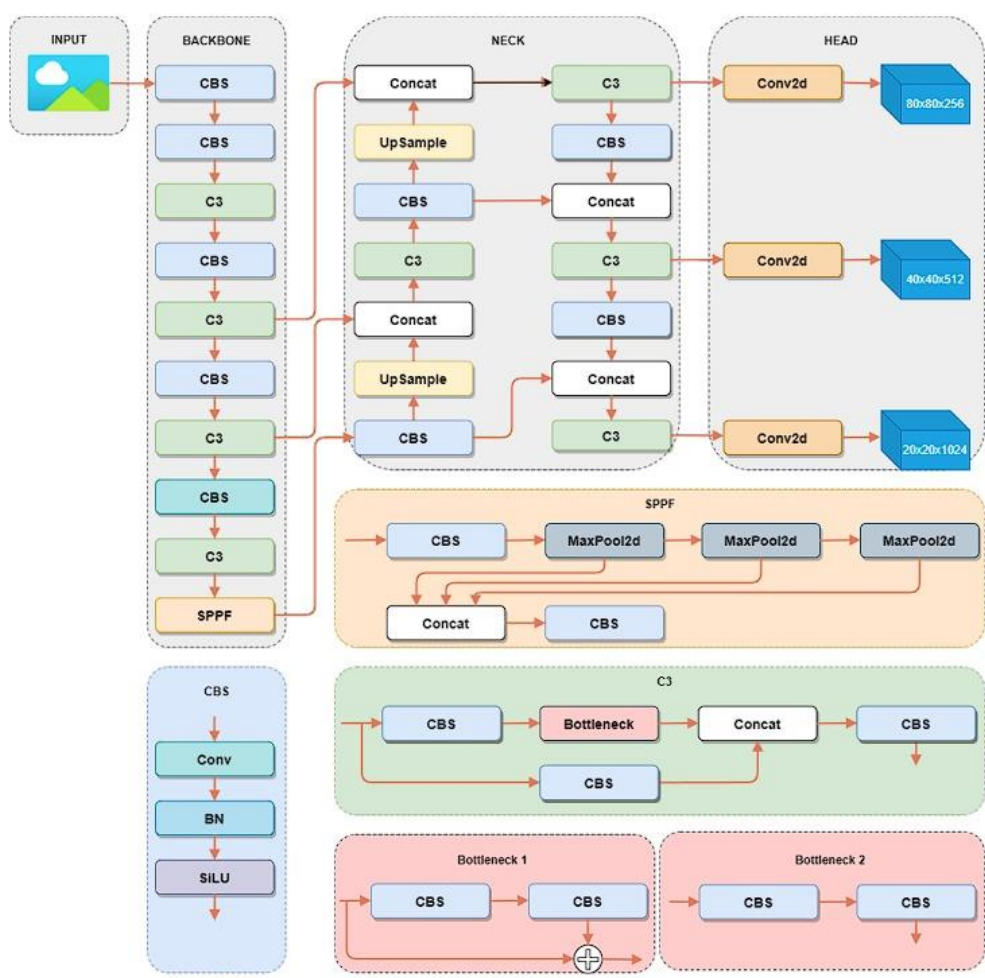 INPUT
BACKBONE
CBS
CBS
C3
CBS
C3
CBS
C3
CBS
C3
SPPF
NECK
Concat
UpSample
CBS
C3
Concat
UpSample
CBS
C3
CBS
Concat
C3
CBS
Concat
C3
HEAD
Conv2d
80x80x256
Conv2d
40x40x512
Conv2d
20x20x1024
SPPF
CBS
MaxPool2d
MaxPool2d
MaxPool2d
Concat
CBS
CBS
Conv
BN
SiLU
C3
CBS
Bottleneck
Concat
CBS
CBS
Bottleneck 1
CBS
CBS
Bottleneck 2
CBS
CBS